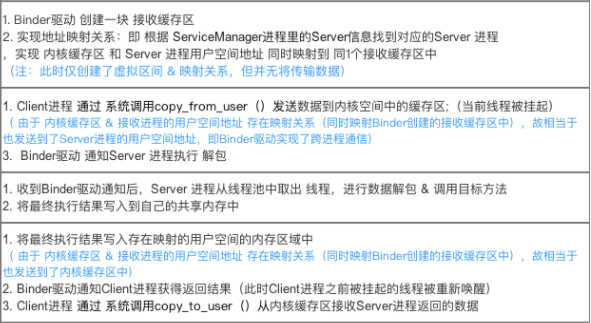 1. Binder驱动 创建一块 接收缓存区
2. 实现地址映射关系：即 根据 ServiceManager进程里的Server信息找到对应的Server 进程
，实现 内核缓存区 和 Server 进程用户空间地址 同时映射到 同1个接收缓存区中
（注：此时仅创建了虚拟区间 & 映射关系，但并无将传输数据）
1. Client进程 通过 系统调用copy_from_user（）发送数据到内核空间中的缓存区;（当前线程被挂起）
（ 由于 内核缓存区 & 接收进程的用户空间地址 存在映射关系（同时映射Binder创建的接收缓存区中），故相当于
也发送到了Server进程的用户空间地址，即Binder驱动实现了跨进程通信）
3.  Binder驱动 通知Server 进程执行 解包
1. 收到Binder驱动通知后，Server 进程从线程池中取出 线程，进行数据解包 & 调用目标方法
2. 将最终执行结果写入到自己的共享内存中
1. 将最终执行结果写入存在映射的用户空间的内存区域中
（ 由于 内核缓存区 & 接收进程的用户空间地址 存在映射关系（同时映射Binder创建的接收缓存区中），故相当于
也发送到了内核缓存区中）
2. Binder驱动通知Client进程获得返回结果（此时Client进程之前被挂起的线程被重新唤醒）
3. Client进程 通过 系统调用copy_to_user（）从内核缓存区接收Server进程返回的数据